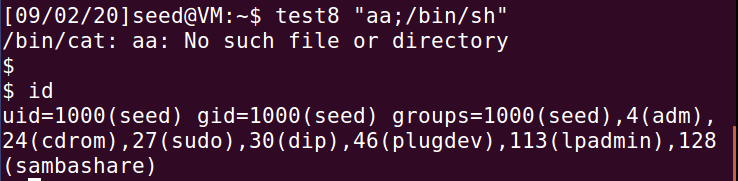 [09/02/20]seed@VM:~$ test8 "aa;/bin/sh"
/bin/cat: aa: No such file or directory
$
$ id
uid=1000(seed) gid=1000(seed) groups=1000(seed),4(adm),
24(cdrom),27(sudo),30(dip),46(plugdev),113(lpadmin),128
(sambashare)